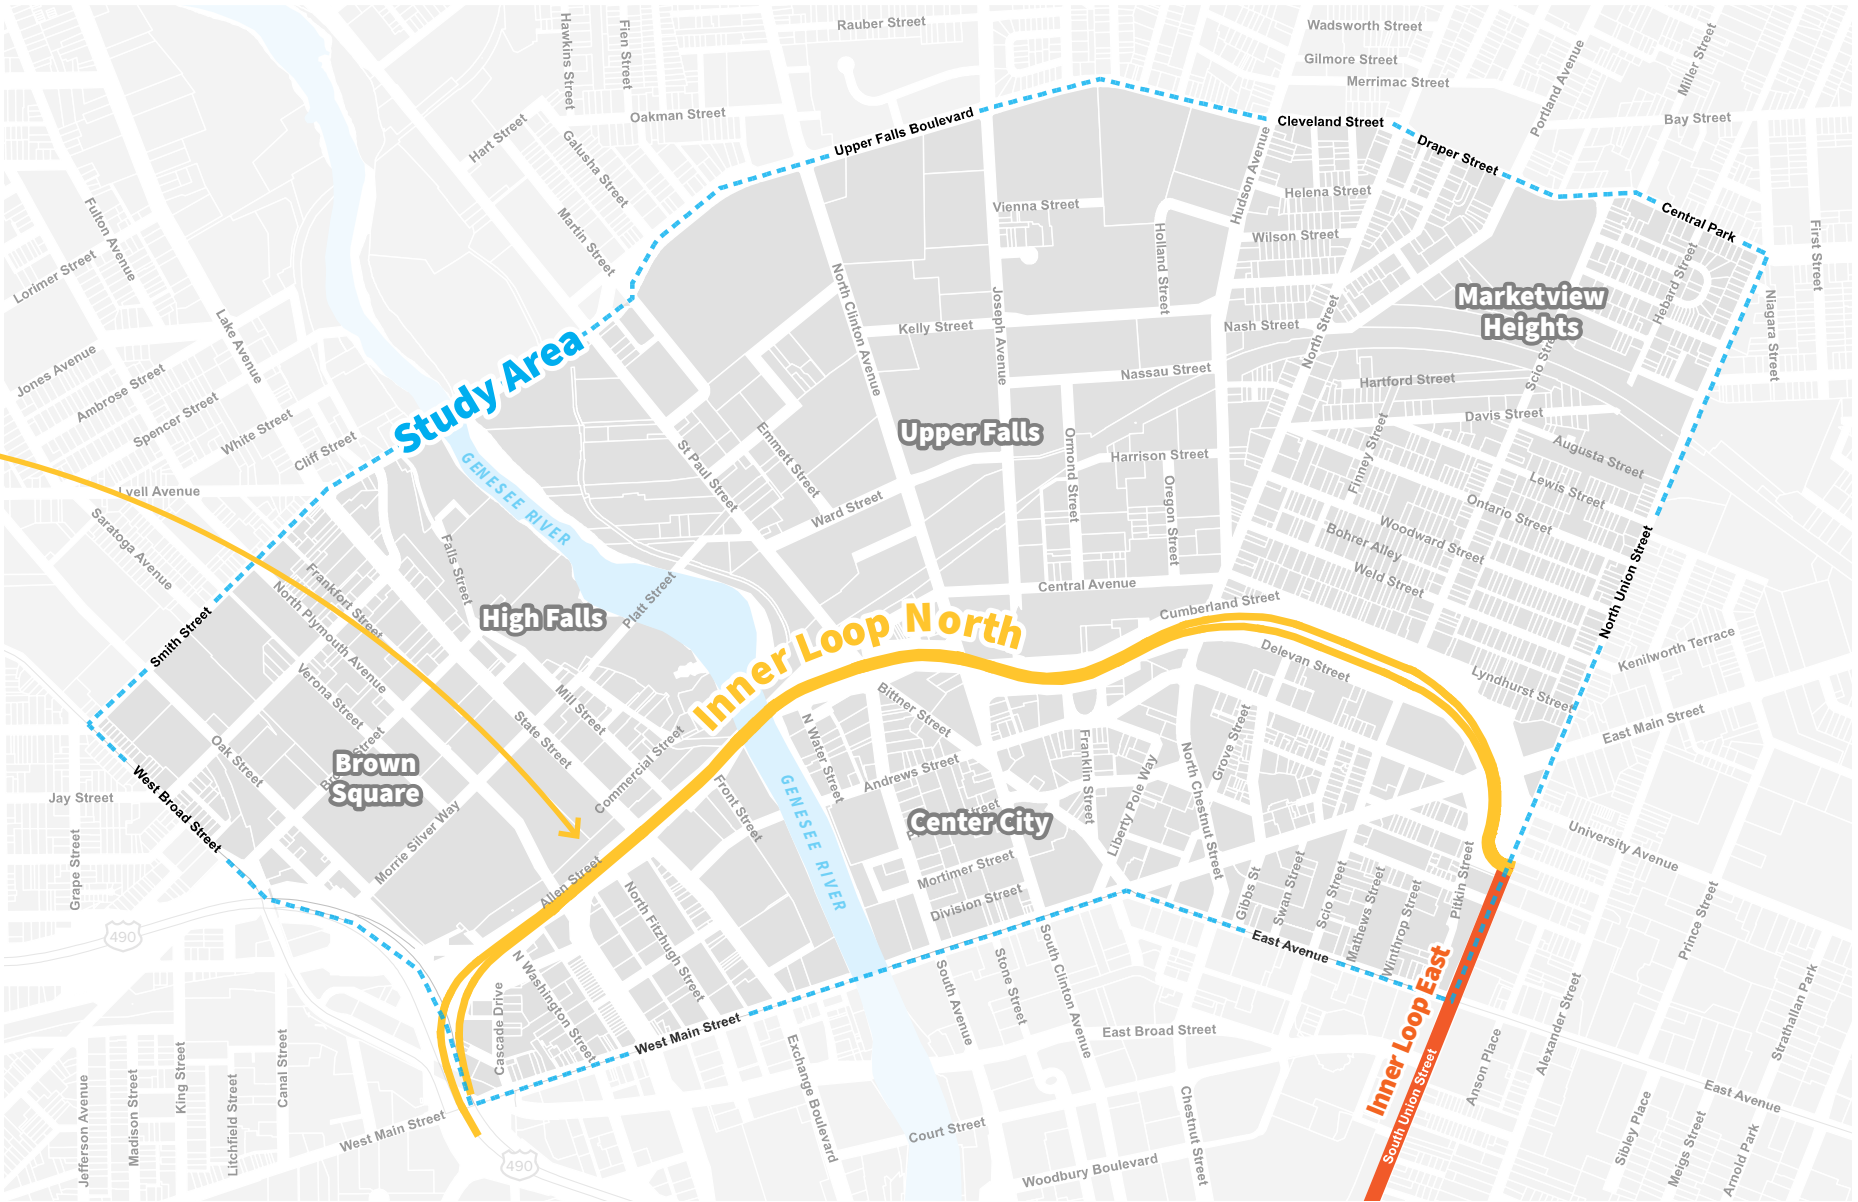 Rauber Street
Wadsworth Street
Hawkins Street
Fien Street
Gilmore Street
Merrimac Street
Portland Avenue
Miller Street
Oakman Street
Bay Street
Hart Street
Galusha Street
Upper Falls Boulevard
Cleveland Street
Draper Street
Hudson Avenue
Helena Street
Vienna Street
Central Park
Fulton Avenue
Martin Street
Holland Street
Wilson Street
First Street
Lorimer Street
Hebard Street
Marketview
Heights
North Clinton Avenue
Joseph Avenue
Kelly Street
Nash Street
North Street
Niagara Street
Lake Avenue
Study Area
Jones Avenue
Ambrose Street
Spencer Street
White Street
Cliff Street
Nassau Street
Hartford Street
Davis Street
Augusta Street
Upper Falls
Emmett Street
St Paul Street
Ormond Street
Harrison Street
Finney Street
Lewis Street
Lyell Avenue
GENESEE RIVER
Ward Street
Oregon Street
Ontario Street
Woodward Street
Bohrer Alley
Weld Street
Saratoga Avenue
Falls Street
Frankfort Street
North Plymouth Avenue
Central Avenue
Cumberland Street
North Union Street
Platt Street
High Falls
Smith Street
Inner Loop North
Delevan Street
Lyndhurst Street
Kenilworth Terrace
Verona Street
Mill Street
State Street
Bittner Street
East Main Street
Oak Street
Brown
Square
Commercial Street
N Water Street
Andrews Street
Franklin Street
Grove Street
North Chestnut Street
Liberty Pole Way
West Broad Street
Jay Street
Grape Street
Morrie Silver Way
Front Street
GENESEE RIVER
Center City
University Avenue
Allen Street
North Fitzhugh Street
Mortimer Street
Division Street
Gibbs St
Swan Street
Scio Street
Scio Street
Mathews Street
Winthrop Street
Pitkin Street
Prince Street
490
N Washington Street
Cascade Drive
East Avenue
Inner Loop East
South Avenue
Stone Street
South Clinton Avenue
East Broad Street
Alexander Street
Strathallan Park
West Main Street
Exchange Boulevard
Anson Place
South Union Street
East Avenue
King Street
Canal Street
Jefferson Avenue
Madison Street
Litchfield Street
West Main Street
490
Court Street
Woodbury Boulevard
Chestnut Street
Sibley Place
Meigs Street
Arnold Park